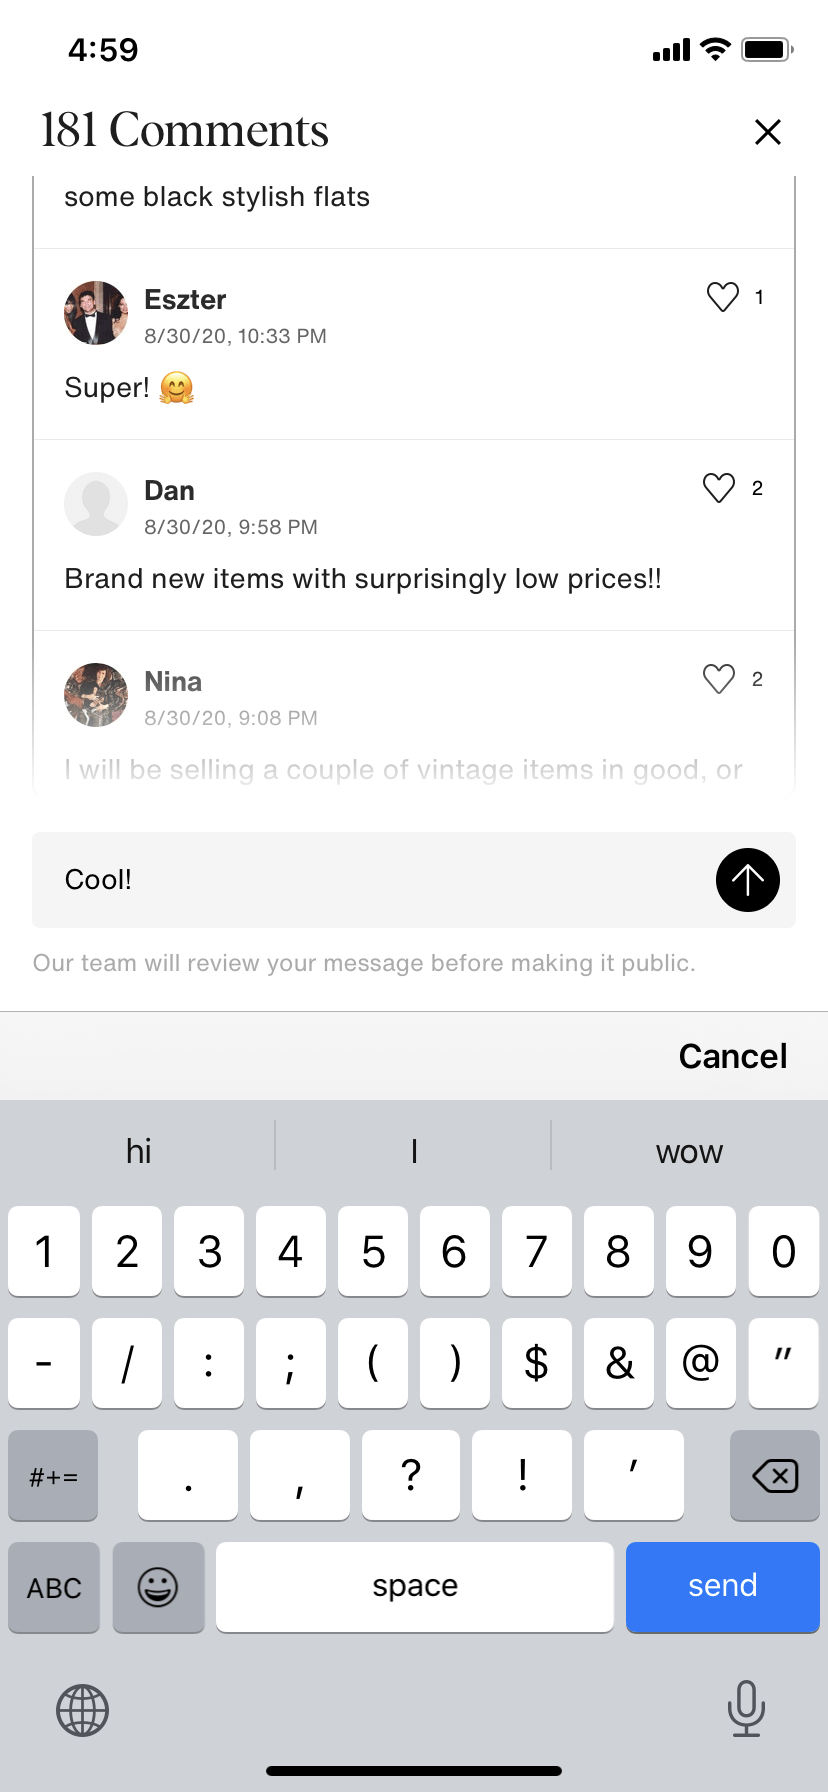 4:59
181 Comments
some black stylish flats
Eszter
1
8/30/20, 10:33 PM
Super! 🤗
Dan
2
8/30/20, 9:58 PM
Brand new items with surprisingly low prices!!
Nina
2
8/30/20, 9:08 PM
I will be selling a couple of vintage items in good, or
Cool!
Our team will review your message before making it public.
Cancel
hi I wow
1 2 3 4 5 6 7 8 9 0
- / : ; ( ) $ & @ "
#+= . , ? ! '
ABC space send